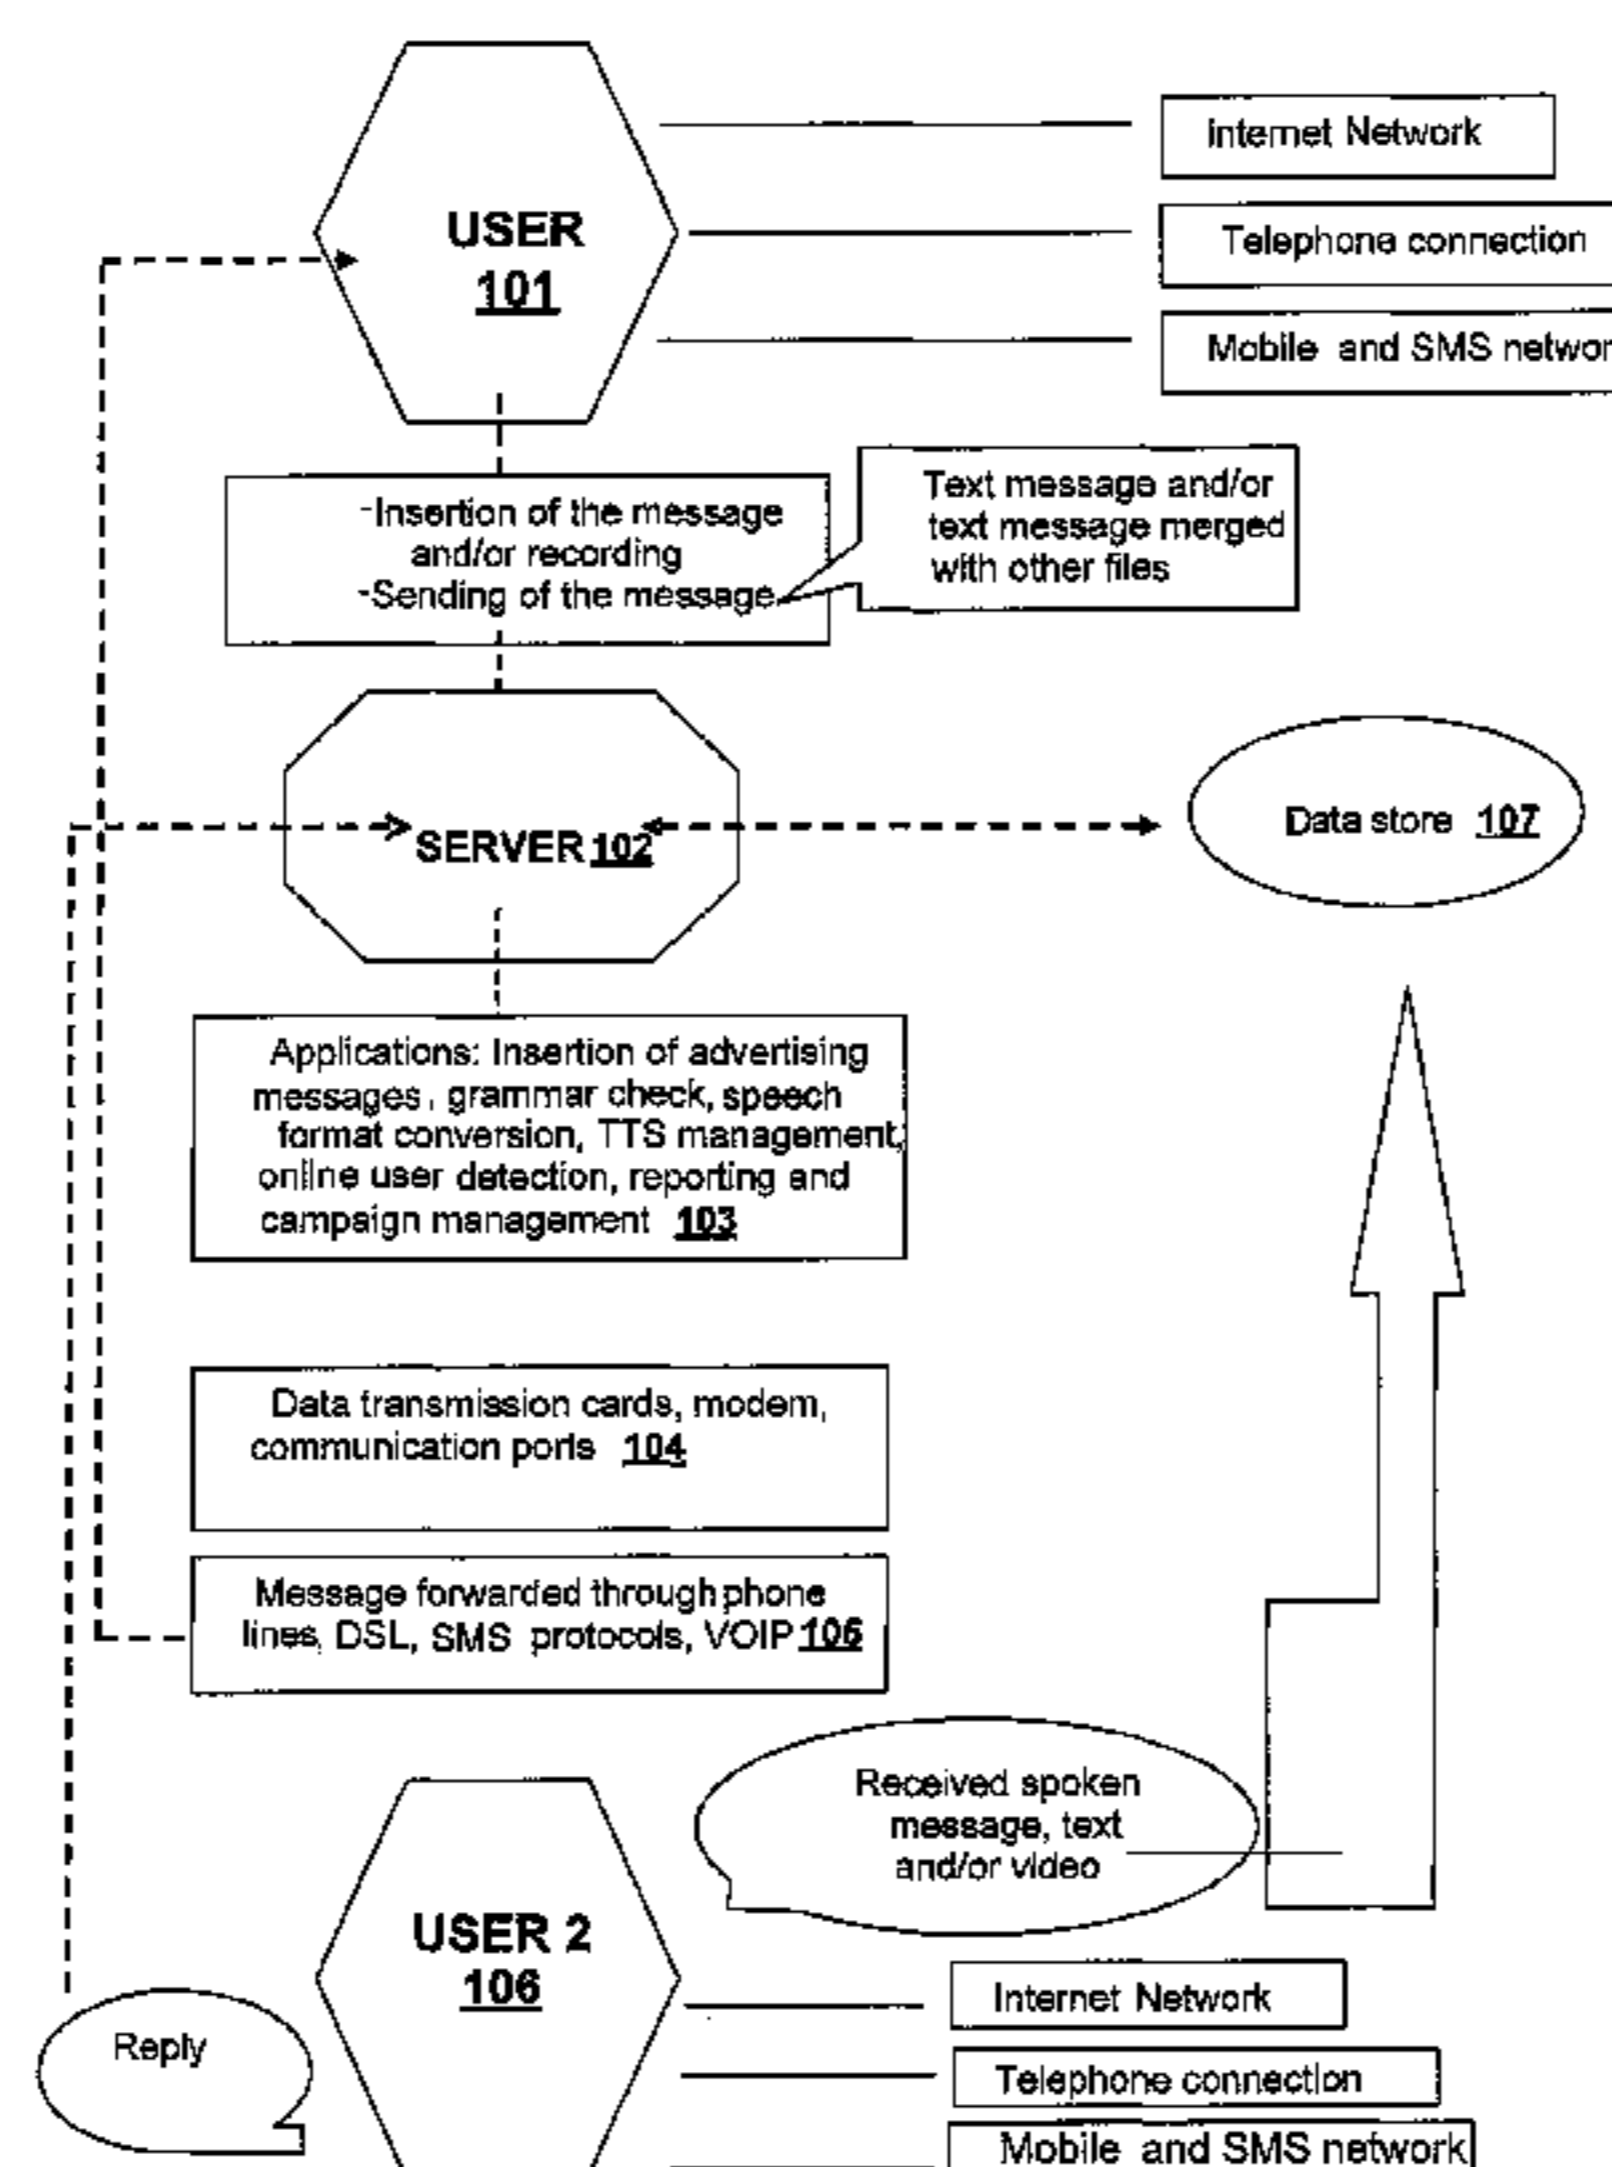 USER
101
Internet Network
Telephone connection
Mobile and SMS networ
-Insertion of the message
and/or recording
-Sending of the message
Text message and/or
text message merged
with other files
SERVER 102
Data store 107
Applications: Insertion of advertising
messages, grammar check, speech
format conversion, TTS management,
online user detection, reporting and
campaign management 103
Data transmission cards, modem,
communication ports 104
Message forwarded through phone
lines, DSL, SMS protocols, VOIP 105
Received spoken
message, text
and/or video
USER 2
106
Reply
Internet Network
Telephone connection
Mobile and SMS network